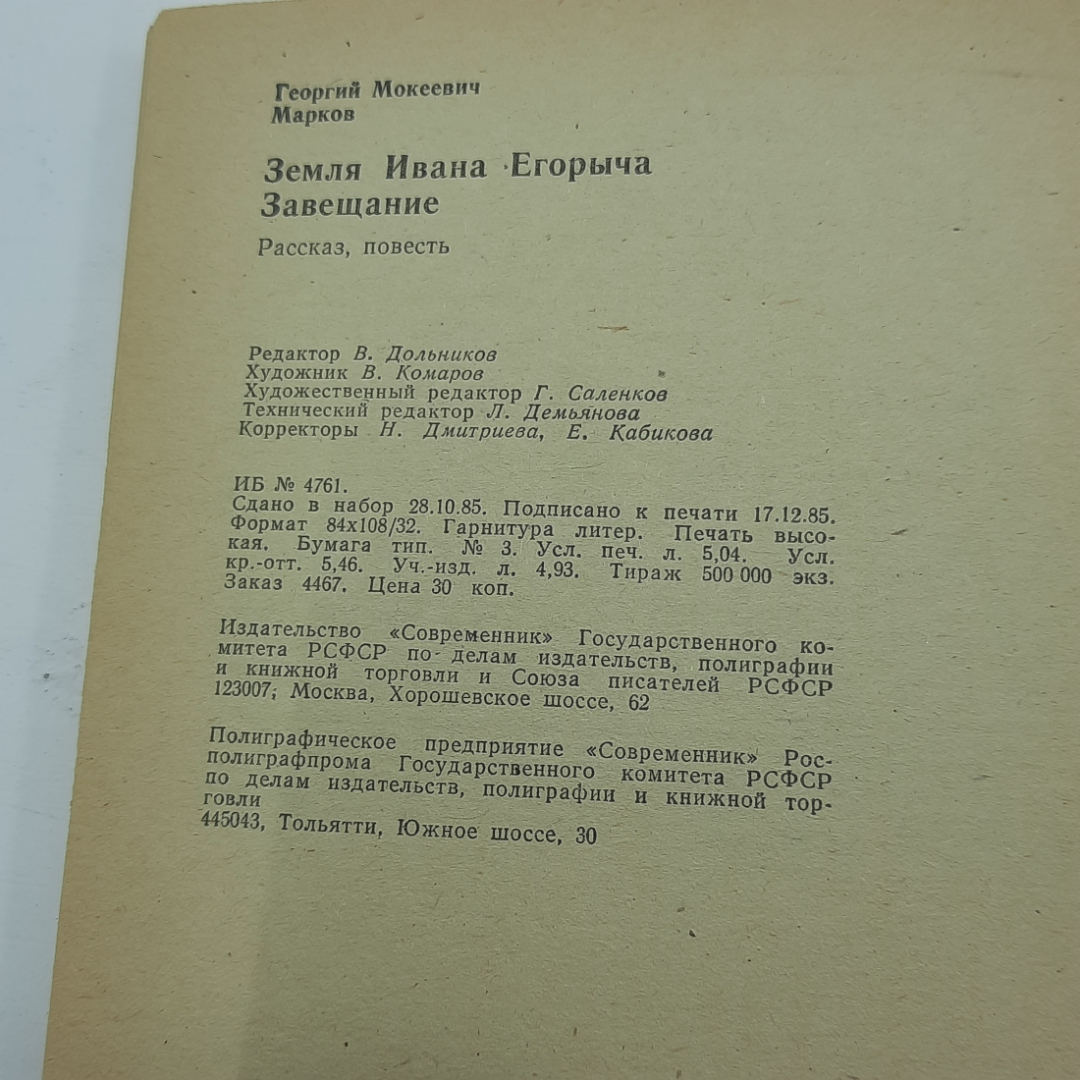 Георгий Мокеевич
Марков
Земля Ивана Егорыча
Завещание
Рассказ, повесть
Редактор В. Дольников
Художник В. Комаров
Художественный редактор Г. Саленков
Технический редактор Л. Демьянова
Корректоры Н. Дмитриева, Е. Кабикова
ИБ № 4761.
Сдано в набор 28.10.85. Подписано к печати 17.12.85.
Формат 84х108/32. Гарнитура литер. Печать высо-
кая. Бумага тип. № 3. Усл. печ. л. 5,04. Усл.
кр.-отт. 5,46. Уч.-изд. л. 4,93. Тираж 500 000 экз.
Заказ 4467. Цена 30 коп.
Издательство «Современник» Государственного ко-
митета РСФСР по делам издательств, полиграфии
и книжной торговли и Союза писателей РСФСР
123007; Москва, Хорошевское шоссе, 62
Полиграфическое предприятие «Современник» Рос-
полиграфпрома Государственного комитета РСФСР
по делам издательств, полиграфии и книжной тор-
говли
445043, Тольятти, Южное шоссе, 30